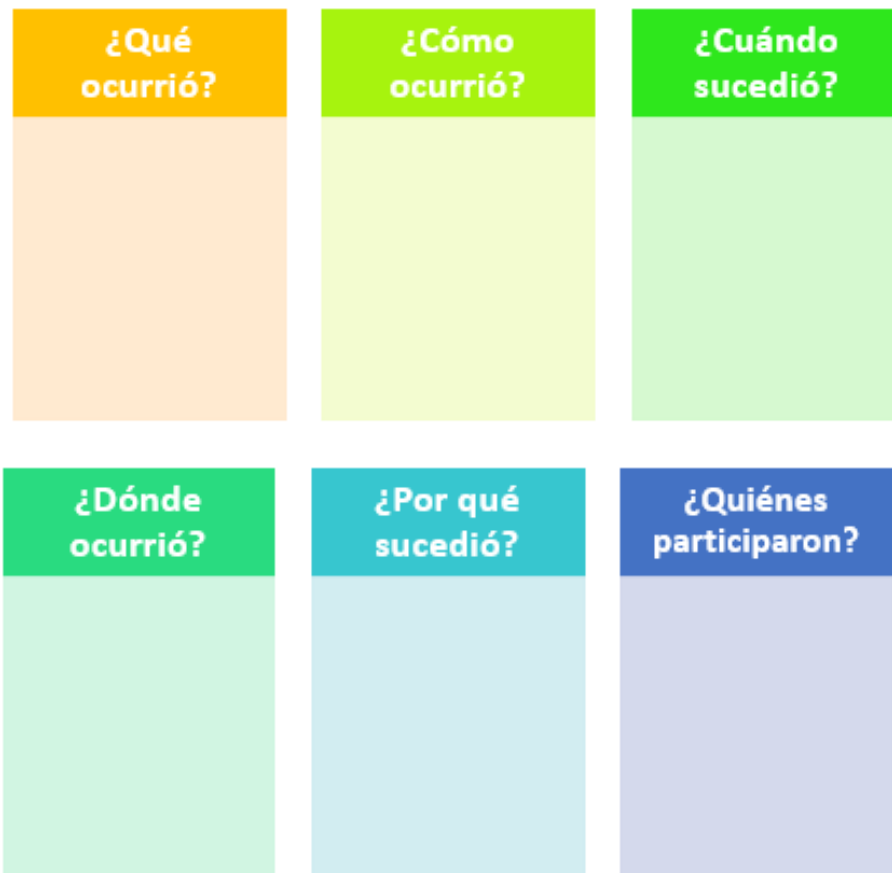 ¿Qué
ocurrió?
¿Cómo
ocurrió?
¿Cuándo
sucedió?
¿Dónde
ocurrió?
¿Por qué
sucedió?
¿Quiénes
participaron?